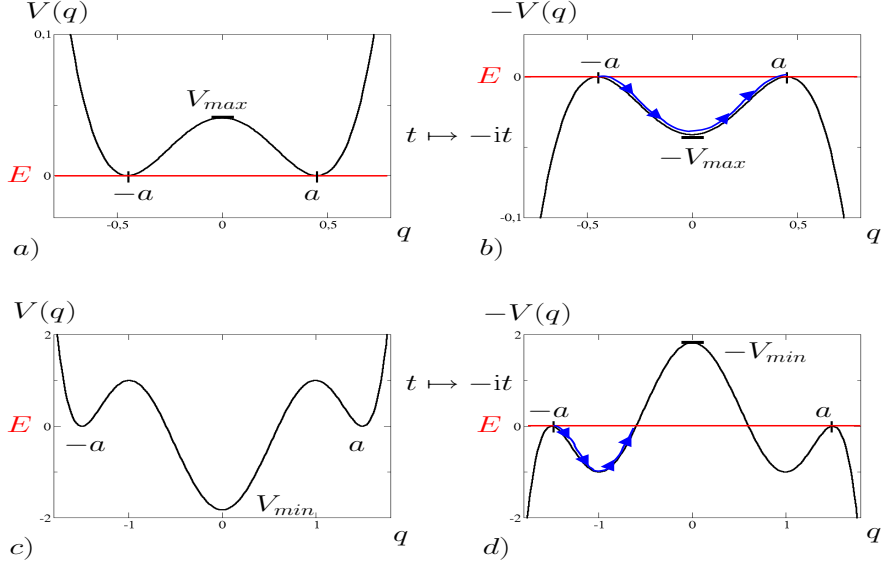 V(q)
0,1
V_max
E
0
−a
a
-0,5
0
0,5
q
a)
t ↦ −it
−V(q)
−a
a
E
0
−V_max
-0,1
-0,5
0
0,5
q
b)
V(q)
2
E
0
−a
a
V_min
-2
-1
0
1
q
c)
t ↦ −it
−V(q)
2
−V_min
−a
a
E
0
-2
-1
0
1
q
d)